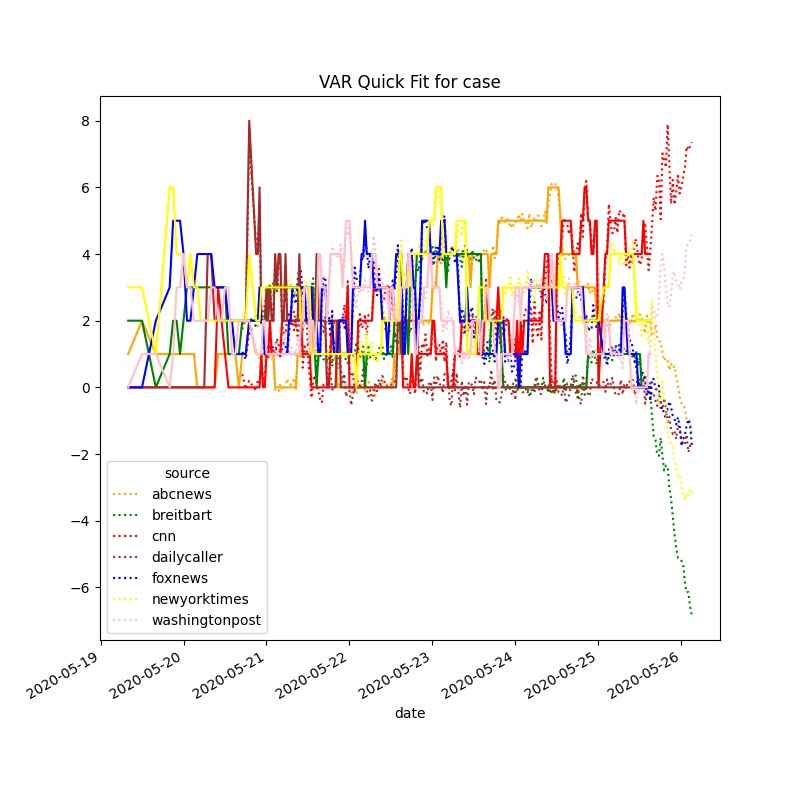 VAR Quick Fit for case
8
6
4
2
0
−2
−4
−6
source
abcnews
breitbart
cnn
dailycaller
foxnews
newyorktimes
washingtonpost
2020-05-19
2020-05-20
2020-05-21
2020-05-22
2020-05-23
2020-05-24
2020-05-25
2020-05-26
date